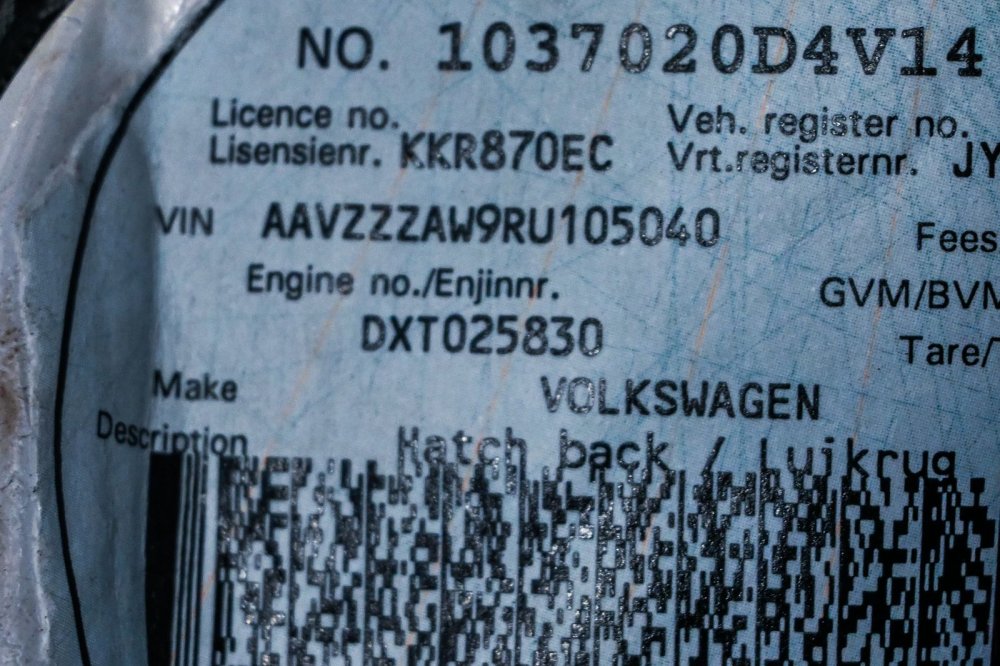 NO. 1037020D4V14
Licence no.
Lisensienr. KKR870EC
Veh. register no.
Vrt.registernr. JY
VIN AAVZZZAW9RU105040
Fees
Engine no./Enjinnr.
GVM/BVM
DXT025830
Tare/
Make VOLKSWAGEN
Description Hatch back / Luikrug